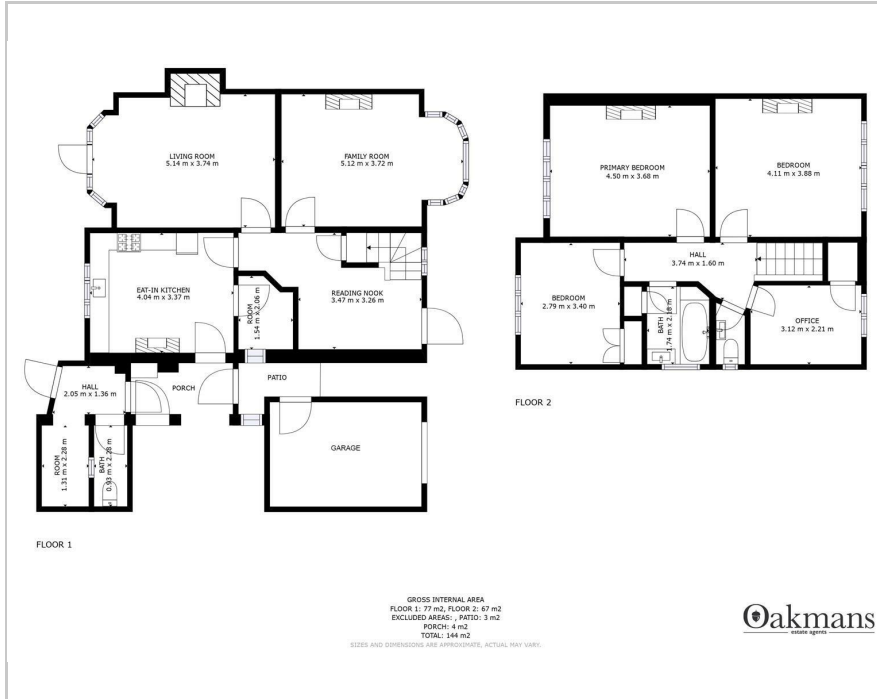 LIVING ROOM
5.14 m x 3.74 m
FAMILY ROOM
5.12 m x 3.72 m
EAT-IN KITCHEN
4.04 m x 3.37 m
ROOM
1.54 m x 2.06 m
READING NOOK
3.47 m x 3.26 m
HALL
2.05 m x 1.36 m
PORCH
PATIO
ROOM
1.31 m x 2.28 m
BATH
0.93 m x 2.28 m
GARAGE
FLOOR 1
PRIMARY BEDROOM
4.50 m x 3.68 m
BEDROOM
4.11 m x 3.88 m
HALL
3.74 m x 1.60 m
BEDROOM
2.79 m x 3.40 m
BATH
1.74 m x 2.18 m
OFFICE
3.12 m x 2.21 m
FLOOR 2
GROSS INTERNAL AREA
FLOOR 1: 77 m2, FLOOR 2: 67 m2
EXCLUDED AREAS: , PATIO: 3 m2
PORCH: 4 m2
TOTAL: 144 m2
SIZES AND DIMENSIONS ARE APPROXIMATE, ACTUAL MAY VARY.
Oakmans
estate agents